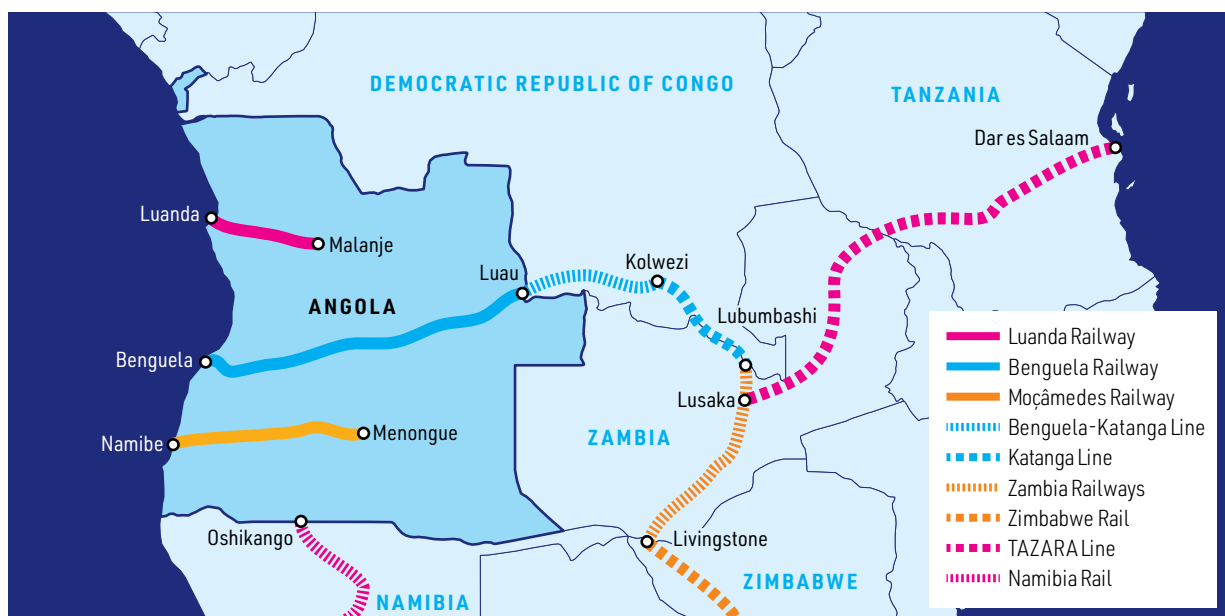 DEMOCRATIC REPUBLIC OF CONGO
TANZANIA
Dar es Salaam
Luanda
Malanje
Luau
Kolwezi
ANGOLA
Lubumbashi
Benguela
Lusaka
Namibe
Menongue
ZAMBIA
Oshikango
Livingstone
NAMIBIA
ZIMBABWE
Luanda Railway
Benguela Railway
Moçâmedes Railway
Benguela-Katanga Line
Katanga Line
Zambia Railways
Zimbabwe Rail
TAZARA Line
Namibia Rail